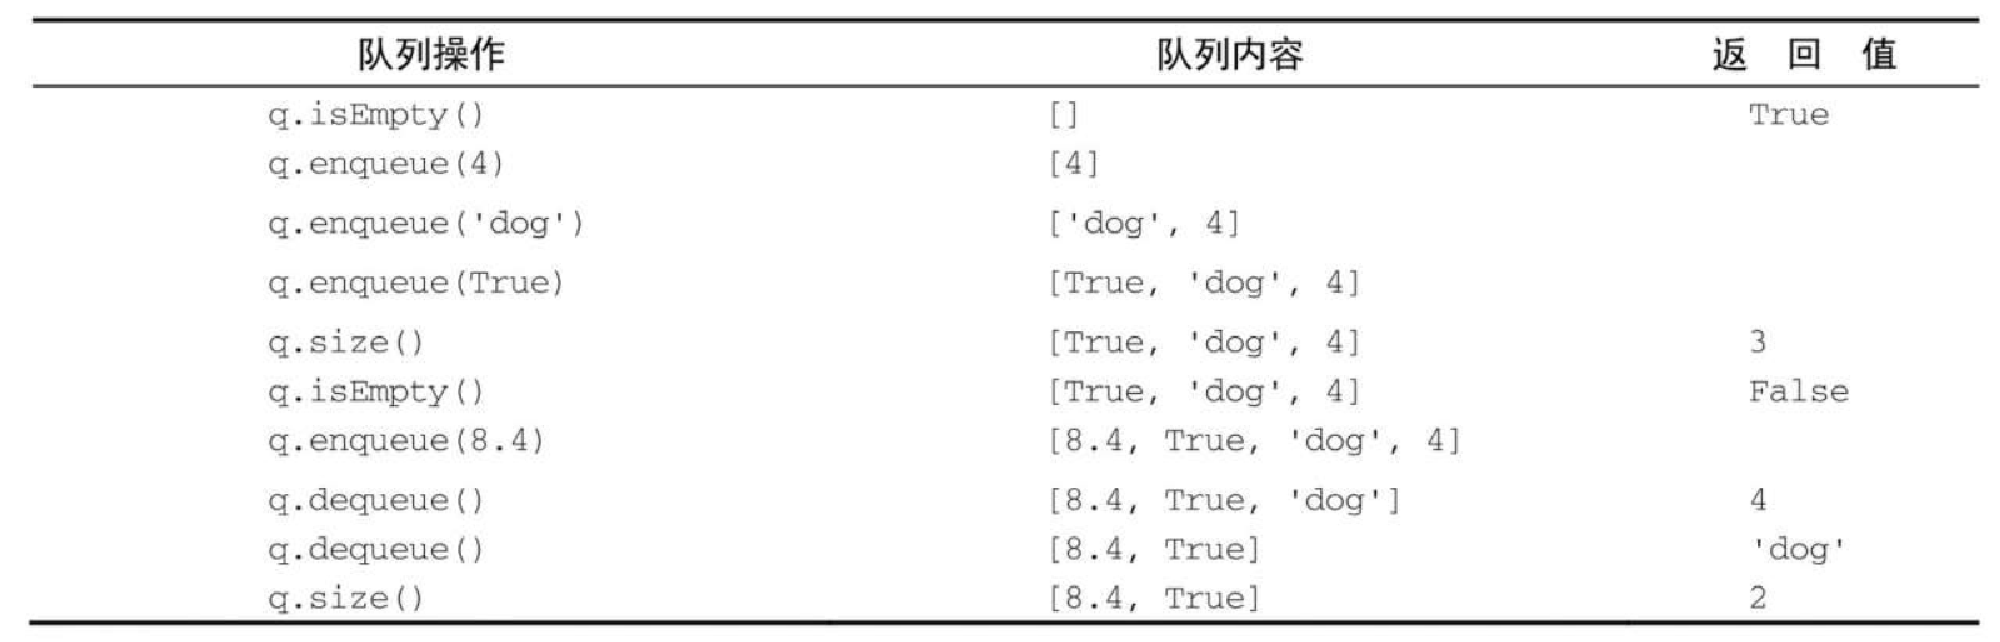 队列操作 队列内容 返 回 值
q.isEmpty() [] True
q.enqueue(4) [4]
q.enqueue('dog') ['dog', 4]
q.enqueue(True) [True, 'dog', 4]
q.size() [True, 'dog', 4] 3
q.isEmpty() [True, 'dog', 4] False
q.enqueue(8.4) [8.4, True, 'dog', 4]
q.dequeue() [8.4, True, 'dog'] 4
q.dequeue() [8.4, True] 'dog'
q.size() [8.4, True] 2